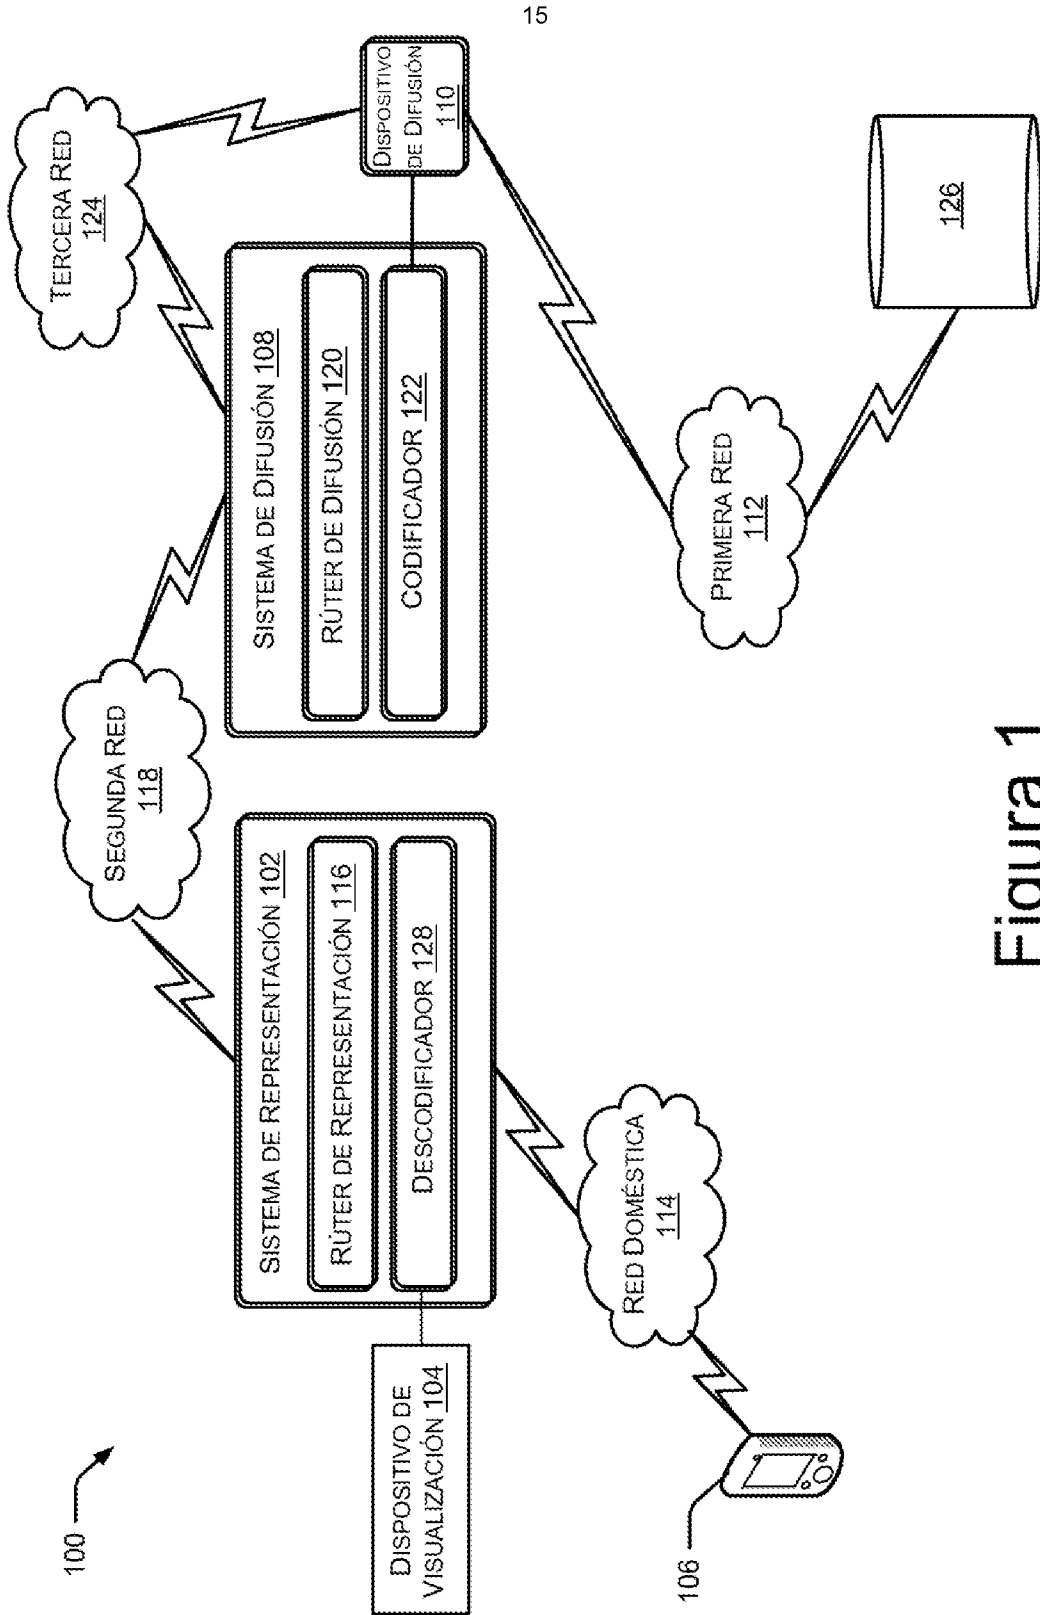 15
100
DISPOSITIVO DE
VISUALIZACIÓN 104
106
SISTEMA DE REPRESENTACIÓN 102
RÚTER DE REPRESENTACIÓN 116
DESCODIFICADOR 128
RED DOMÉSTICA
114
SEGUNDA RED
118
SISTEMA DE DIFUSIÓN 108
RÚTER DE DIFUSIÓN 120
CODIFICADOR 122
TERCERA RED
124
DISPOSITIVO
DE DIFUSIÓN
110
PRIMERA RED
112
126
Figura 1